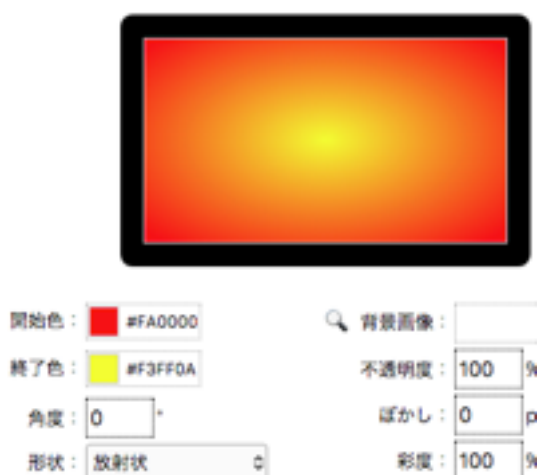 開始色: #FA0000
終了色: #F3FF0A
角度: 0 °
形状: 放射状
背景画像:
不透明度: 100 %
ぼかし: 0 p
彩度: 100 %